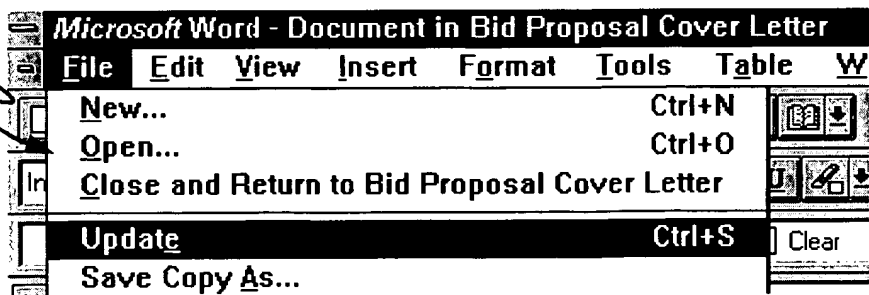 Microsoft Word - Document in Bid Proposal Cover Letter
File Edit View Insert Format Tools Table W
New... Ctrl+N
Open... Ctrl+O
Close and Return to Bid Proposal Cover Letter
In U
Update Ctrl+S Clear
Save Copy As...